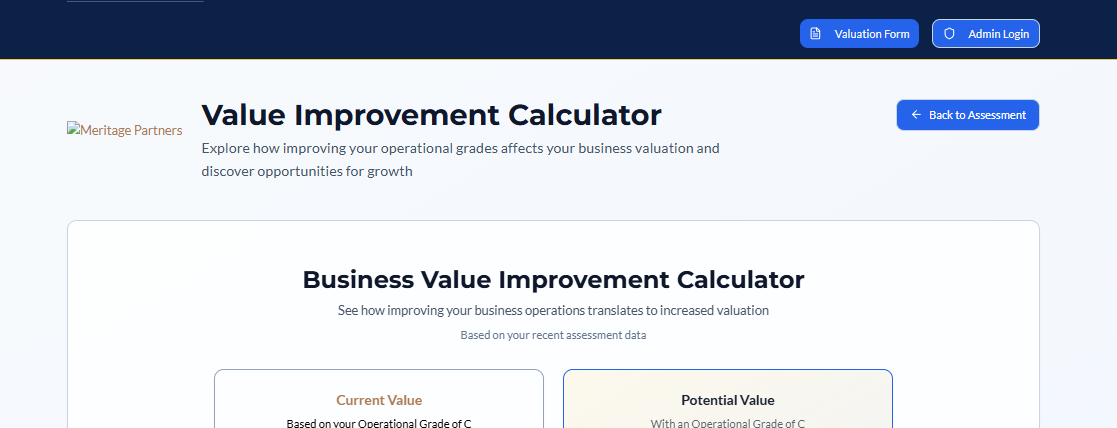 Valuation Form
Admin Login
Meritage Partners
Value Improvement Calculator
Back to Assessment
Explore how improving your operational grades affects your business valuation and
discover opportunities for growth
Business Value Improvement Calculator
See how improving your business operations translates to increased valuation
Based on your recent assessment data
Current Value
Based on your Operational Grade of C
Potential Value
With an Operational Grade of C